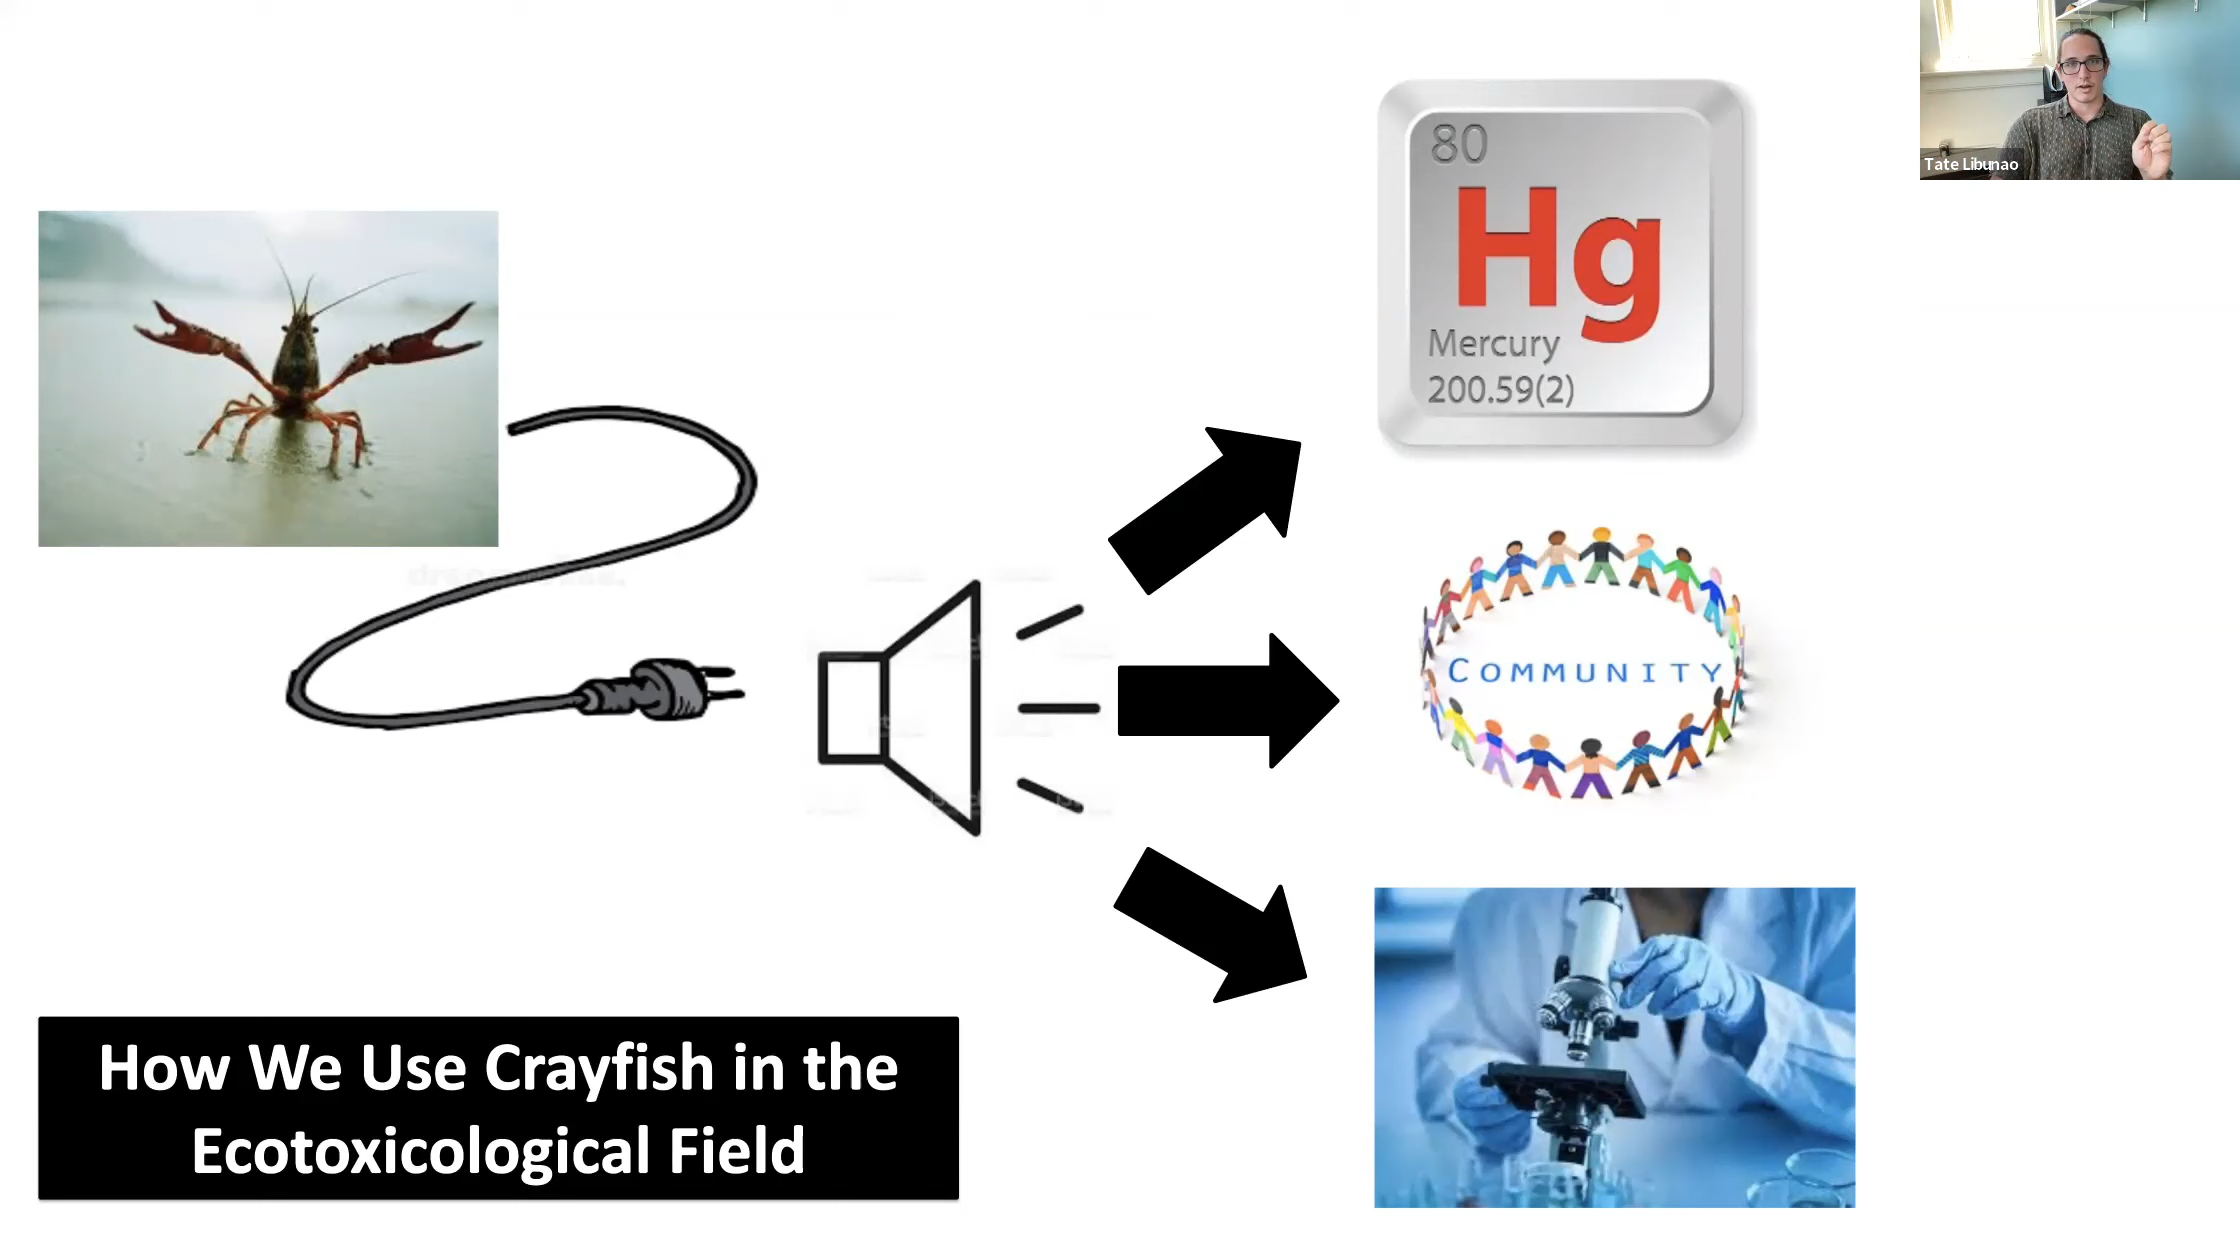 Tate Libunao
80
Hg
Mercury
200.59(2)
COMMUNITY
How We Use Crayfish in the
Ecotoxicological Field